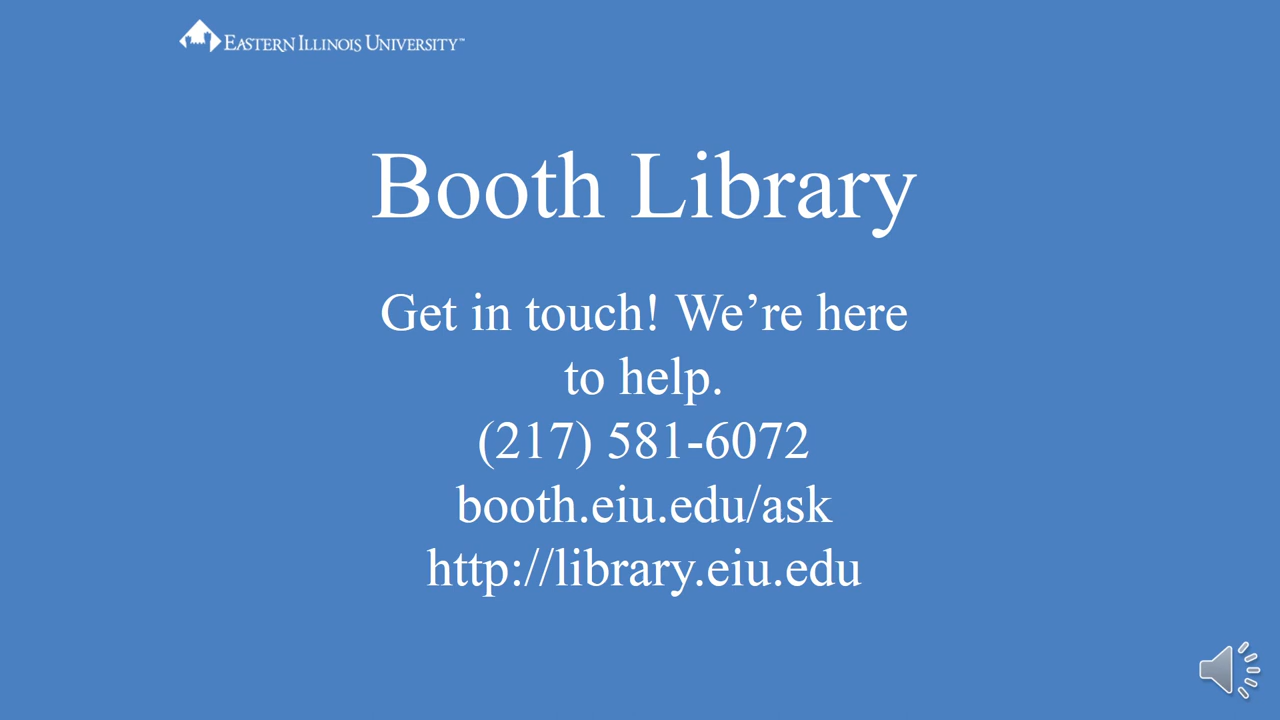 EASTERN ILLINOIS UNIVERSITY™
Booth Library
Get in touch! We’re here
to help.
(217) 581-6072
booth.eiu.edu/ask
http://library.eiu.edu